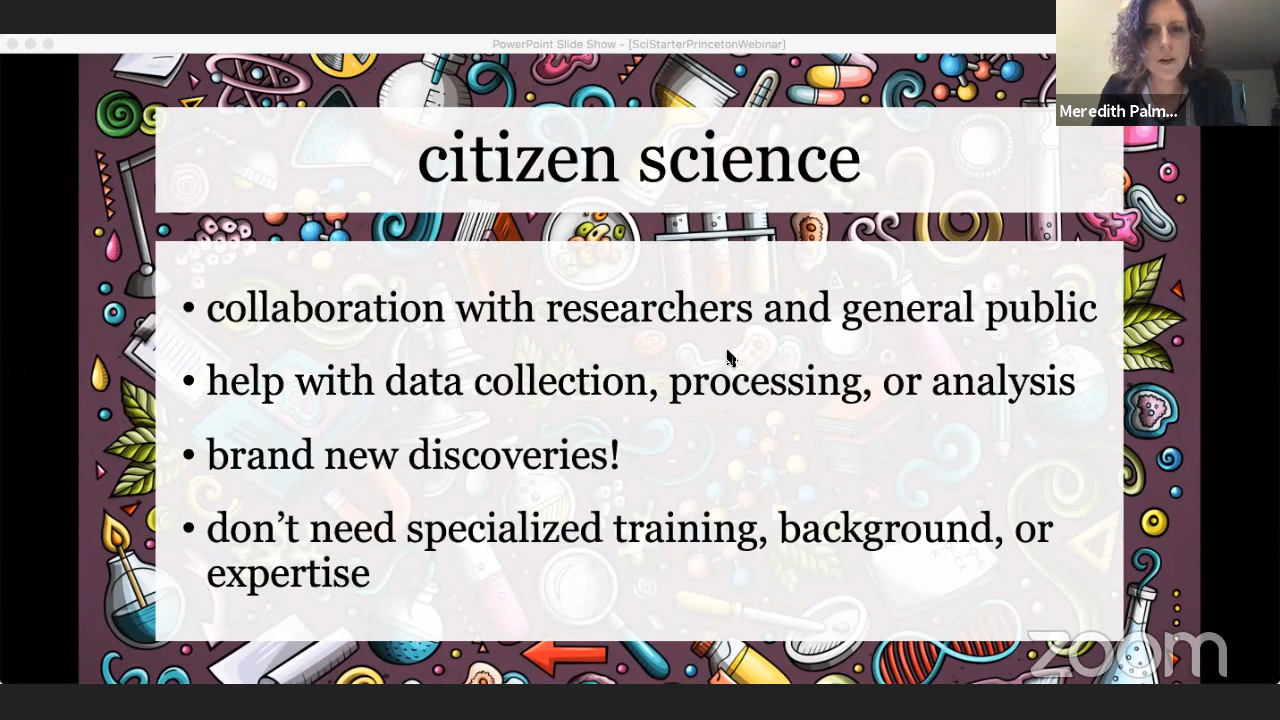 PowerPoint Slide Show - [SciStarterPrincetonWebinar]
Meredith Palm...
citizen science
• collaboration with researchers and general public
• help with data collection, processing, or analysis
• brand new discoveries!
• don’t need specialized training, background, or
expertise
zoom